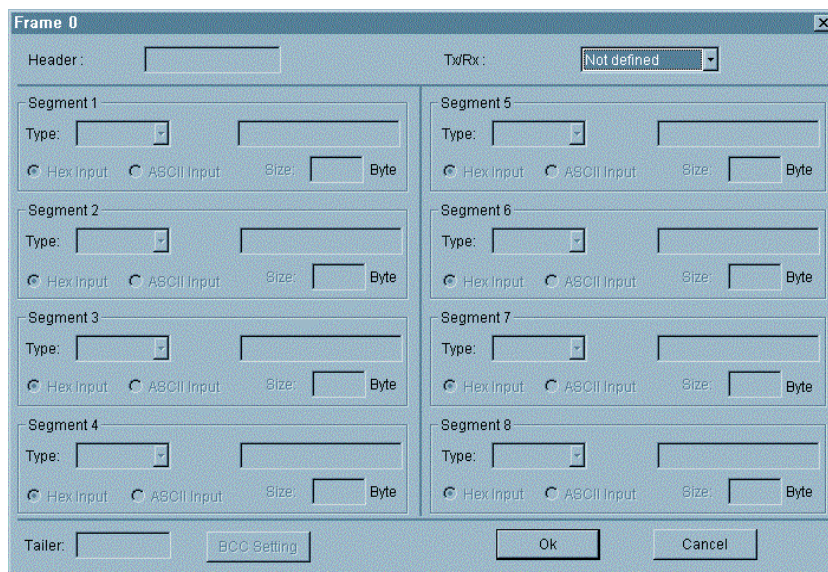 Frame 0
Header :
Tx/Rx :
Not defined
Segment 1
Type:
Hex Input
ASCII Input
Size:
Byte
Segment 2
Type:
Hex Input
ASCII Input
Size:
Byte
Segment 3
Type:
Hex Input
ASCII Input
Size:
Byte
Segment 4
Type:
Hex Input
ASCII Input
Size:
Byte
Segment 5
Type:
Hex Input
ASCII Input
Size:
Byte
Segment 6
Type:
Hex Input
ASCII Input
Size:
Byte
Segment 7
Type:
Hex Input
ASCII Input
Size:
Byte
Segment 8
Type:
Hex Input
ASCII Input
Size:
Byte
Tailer:
BCC Setting
Ok
Cancel